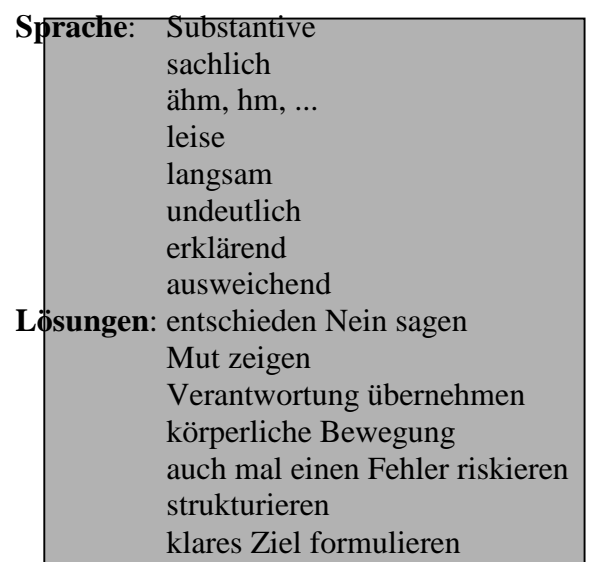 Sprache: Substantive
sachlich
ähm, hm, ...
leise
langsam
undeutlich
erklärend
ausweichend
Lösungen: entschieden Nein sagen
Mut zeigen
Verantwortung übernehmen
körperliche Bewegung
auch mal einen Fehler riskieren
strukturieren
klares Ziel formulieren